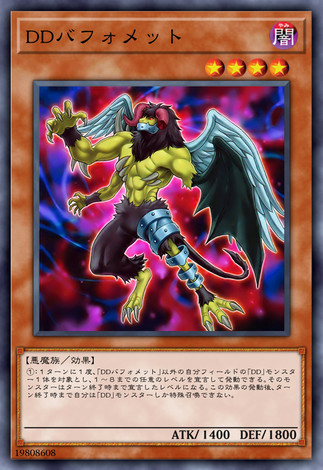 DDバフォメット
やみ
闇
【悪魔族／効果】
①:1ターンに1度、「DDバフォメット」以外の自分フィールドの「DD」モンスター
1体を対象とし、1～8までの任意のレベルを宣言して発動できる。そのモ
ンスターはターン終了時まで宣言したレベルになる。この効果の発動後、ター
ン終了時まで自分は「DD」モンスターしか特殊召喚できない。
ATK/ 1400 DEF/1800
19808608